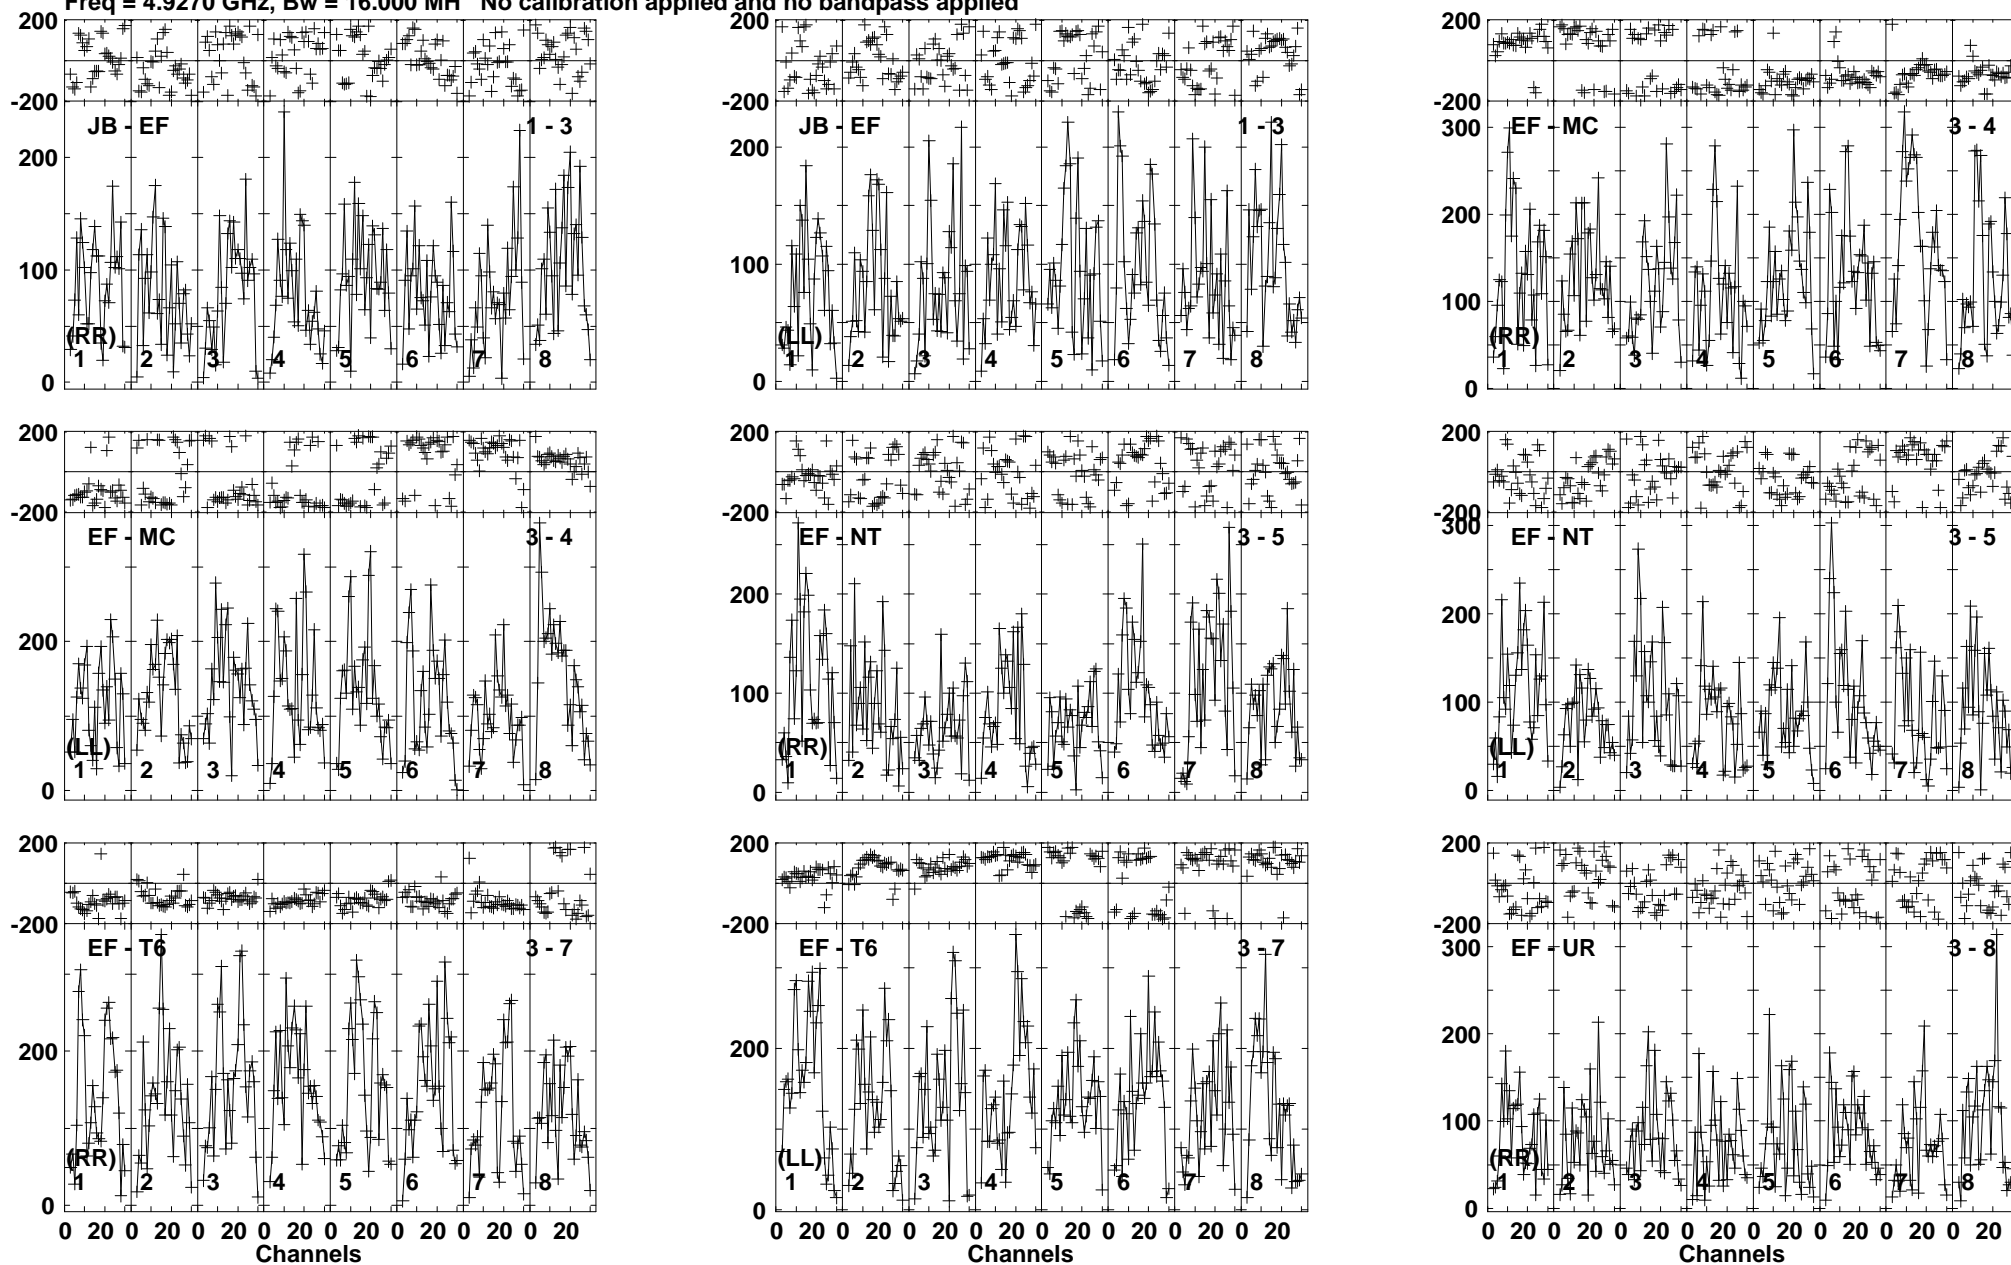 Freq = 4.9270 GHz, Bw = 16.000 MH No calibration applied and no bandpass applied
200 200 200
-200 -200 -200
JB - EF 1 - 3 JB - EF 1 - 3 EF - MC 3 - 4
300
200 200 200
100 100 100
(RR) (LL) (RR)
1 2 3 4 5 6 7 8 1 2 3 4 5 6 7 8 1 2 3 4 5 6 7 8
0 0 0
200 200 200
-200 -200 -200
300
EF - MC 3 - 4 EF - NT 3 - 5 EF - NT 3 - 5
200 200 200
100 100
(LL) (RR) (LL)
1 2 3 4 5 6 7 8 1 2 3 4 5 6 7 8 1 2 3 4 5 6 7 8
0 0 0
200 200 200
-200 -200 -200
EF - T6 3 - 7 EF - T6 3 - 7 EF - UR 3 - 8
300
200 200 200
100
(RR) (LL) (RR)
1 2 3 4 5 6 7 8 1 2 3 4 5 6 7 8 1 2 3 4 5 6 7 8
0 0 0
0 20 0 20 0 20 0 20 0 20 0 20 0 20 0 20 0 20 0 20 0 20 0 20 0 20 0 20 0 20 0 20 0 20 0 20 0 20 0 20 0 20 0 20 0 20 0 20
Channels Channels Channels